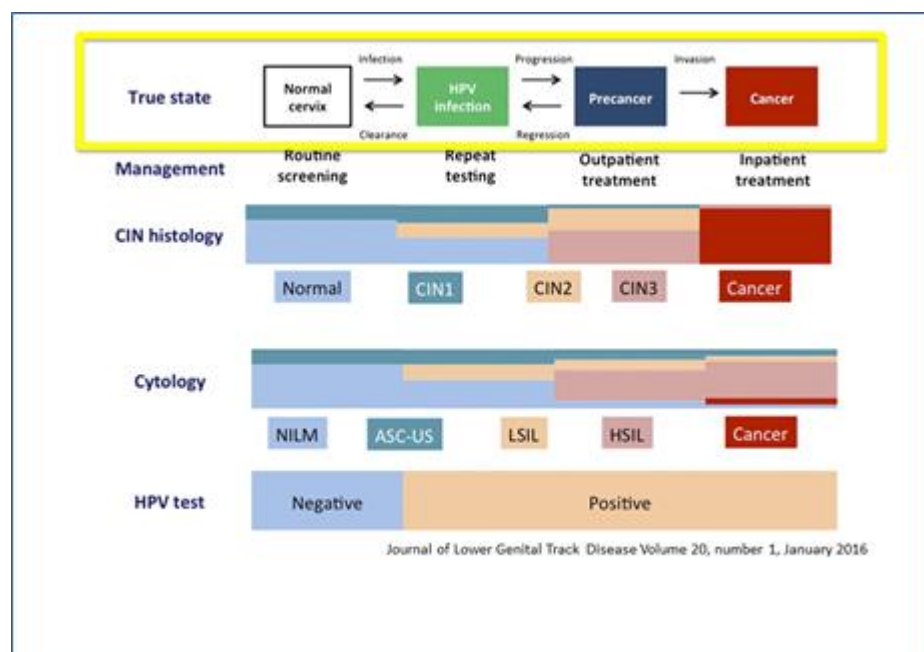 Infection
Progression
Invasion
True state
Normal
cervix
HPV
infection
Precancer
Cancer
Clearance
Regression
Management
Routine
screening
Repeat
testing
Outpatient
treatment
Inpatient
treatment
CIN histology
Normal
CIN1
CIN2
CIN3
Cancer
Cytology
NILM
ASC-US
LSIL
HSIL
Cancer
HPV test
Negative
Positive
Journal of Lower Genital Track Disease Volume 20, number 1, January 2016